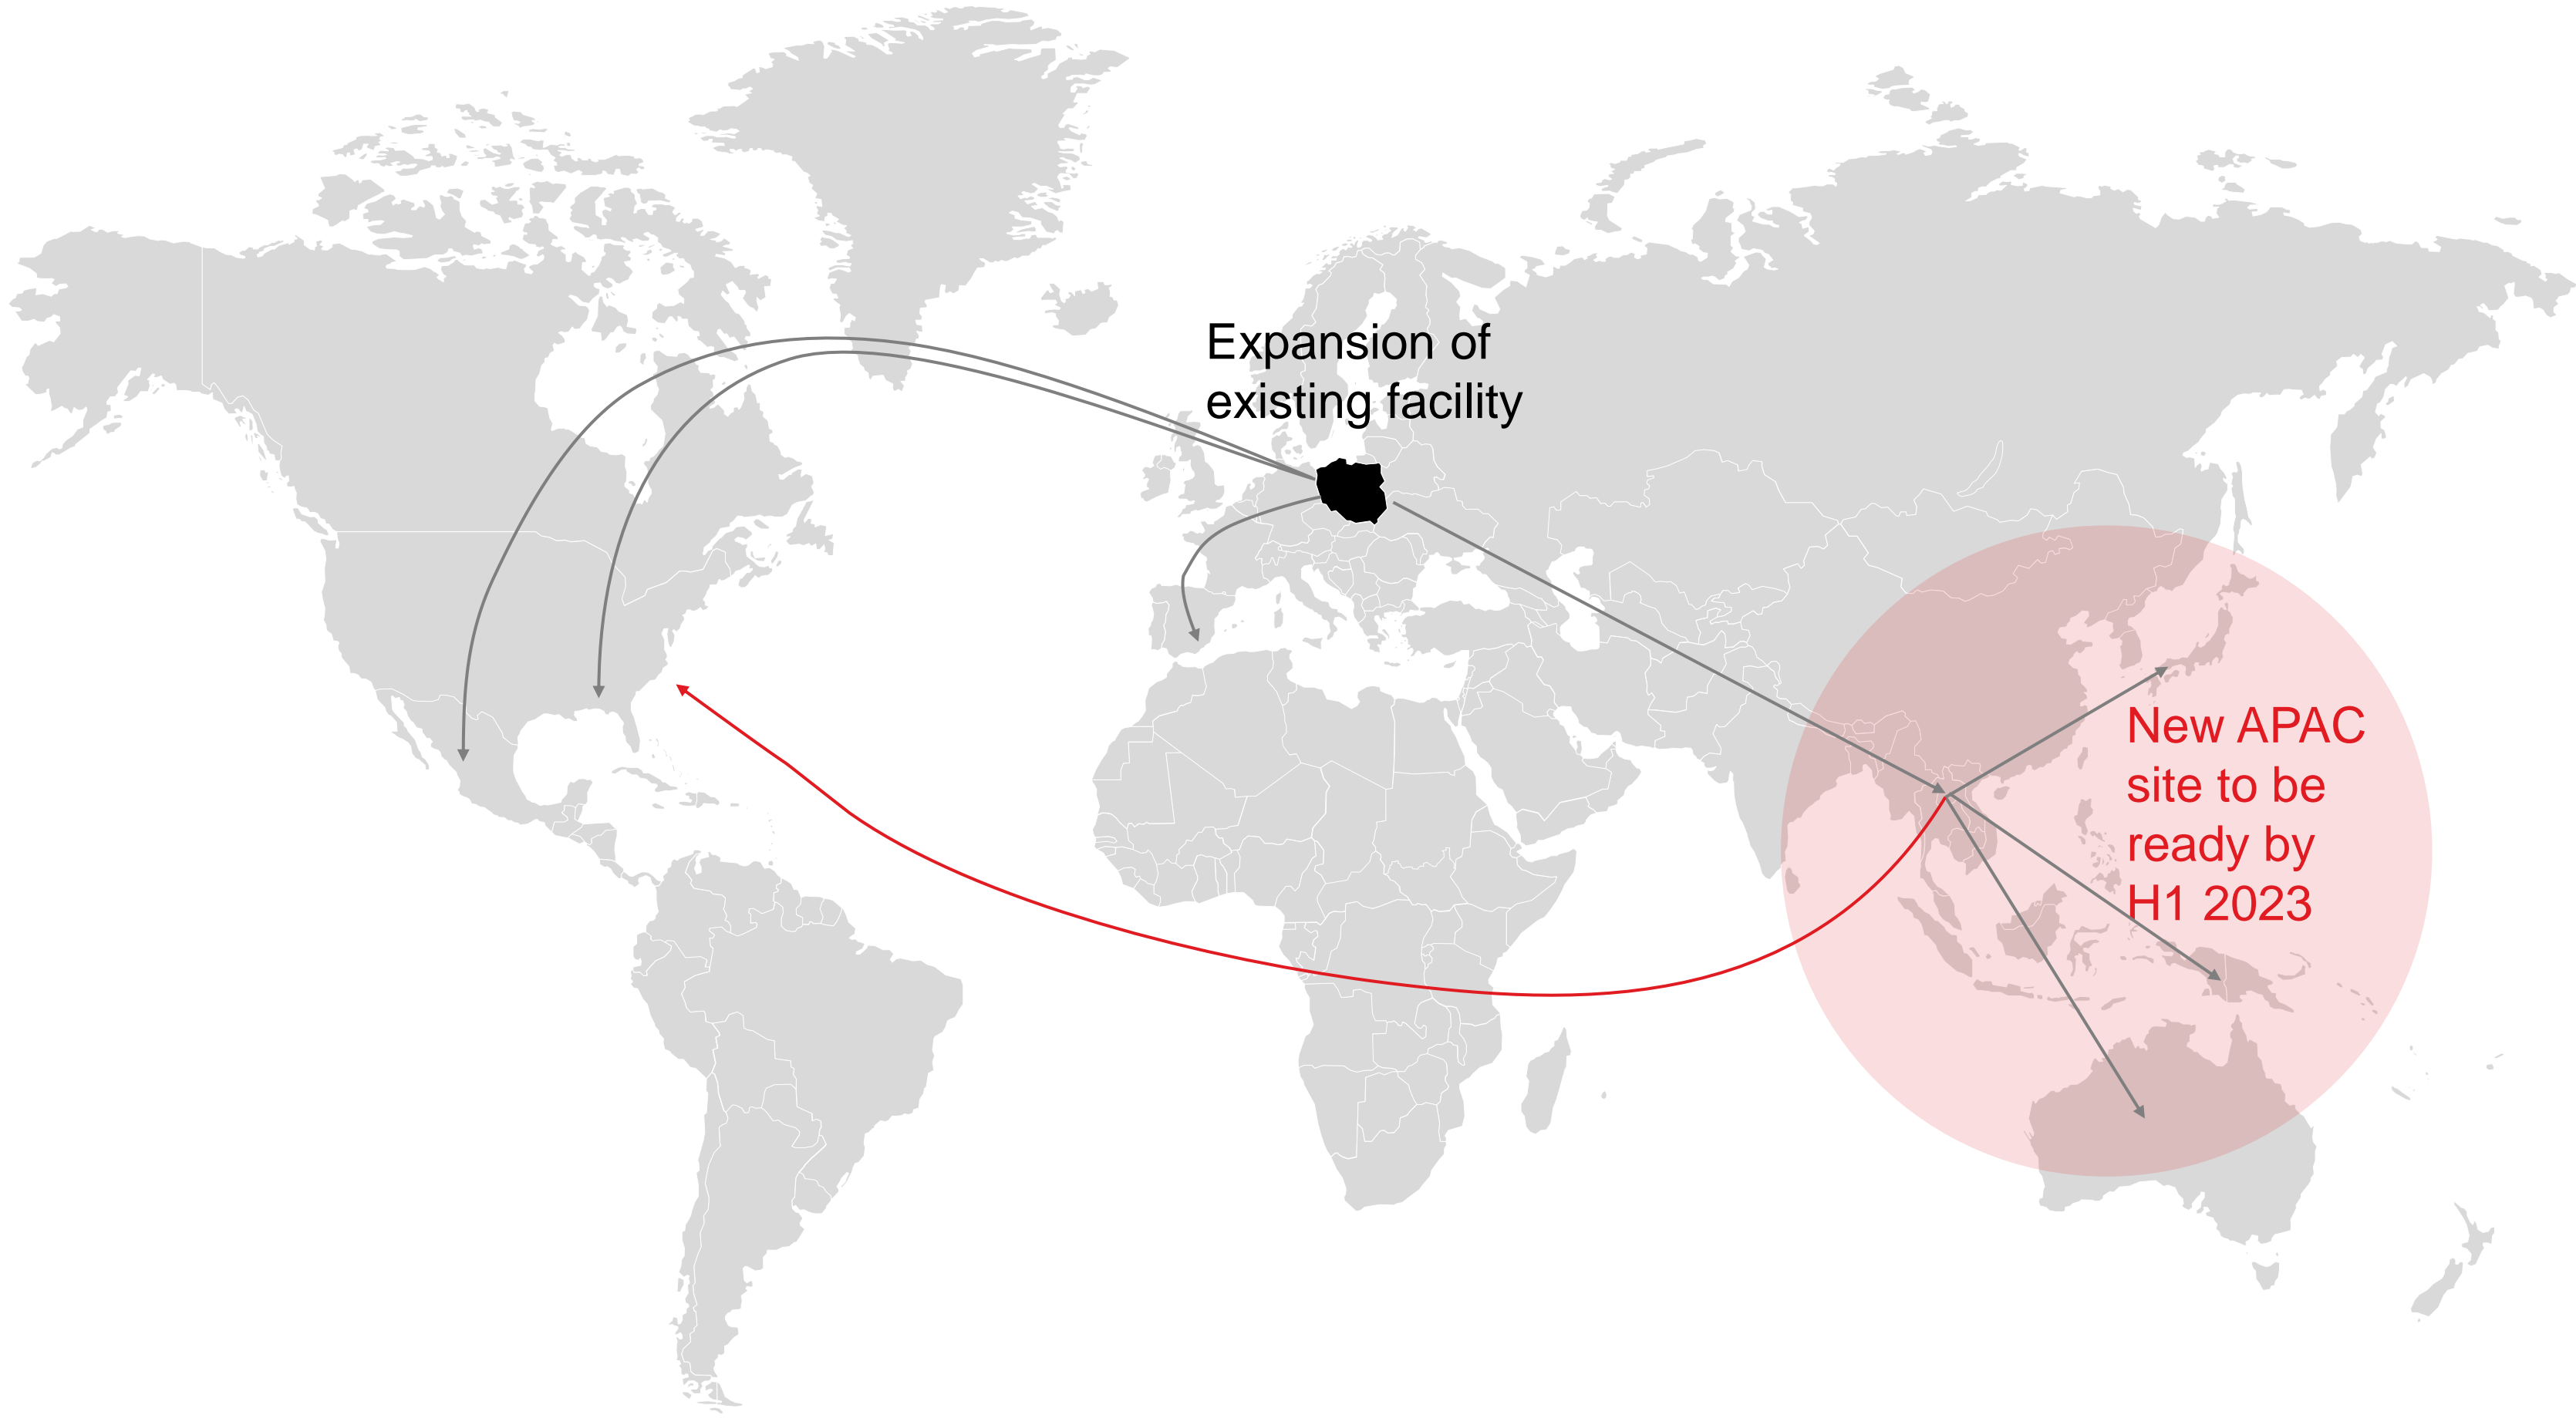 Expansion of
existing facility
New APAC
site to be
ready by
H1 2023